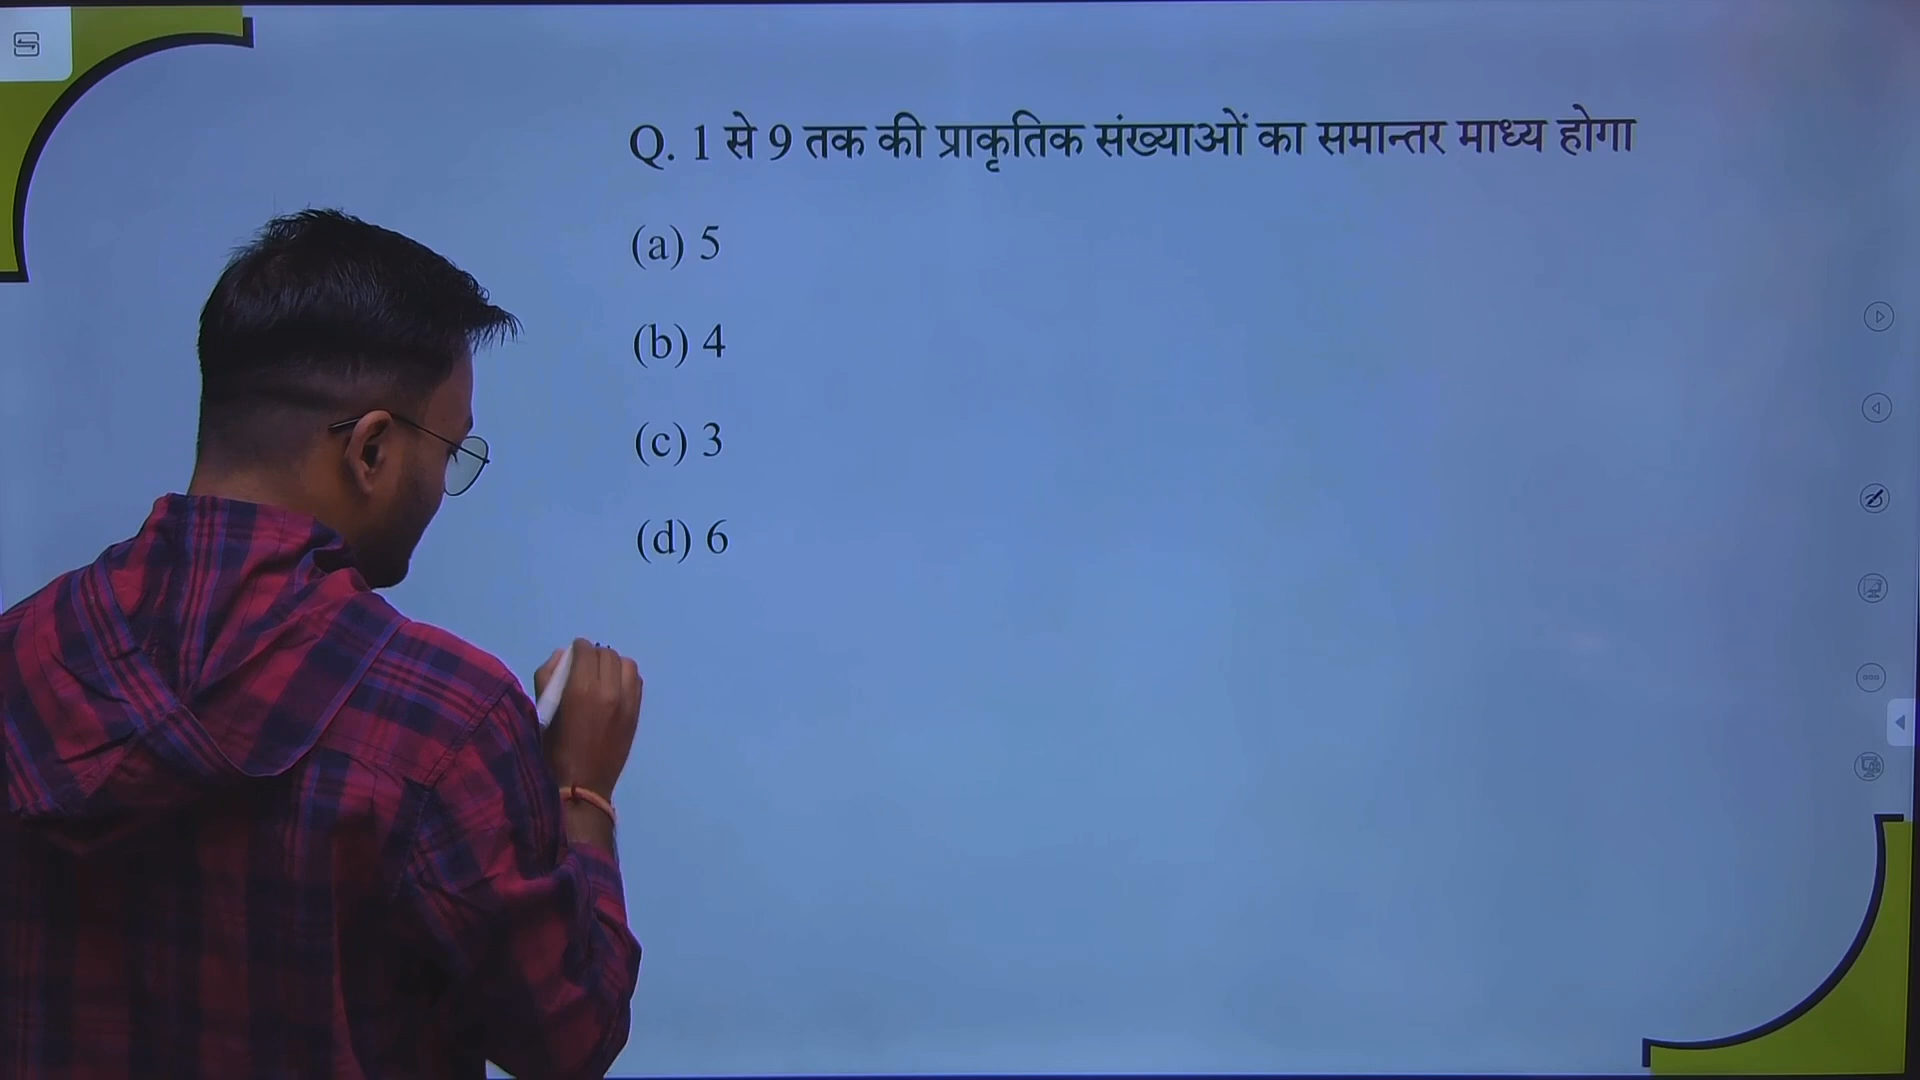 Q. 1 से 9 तक की प्राकृतिक संख्याओं का समान्तर माध्य होगा
(a) 5
(b) 4
(c) 3
(d) 6